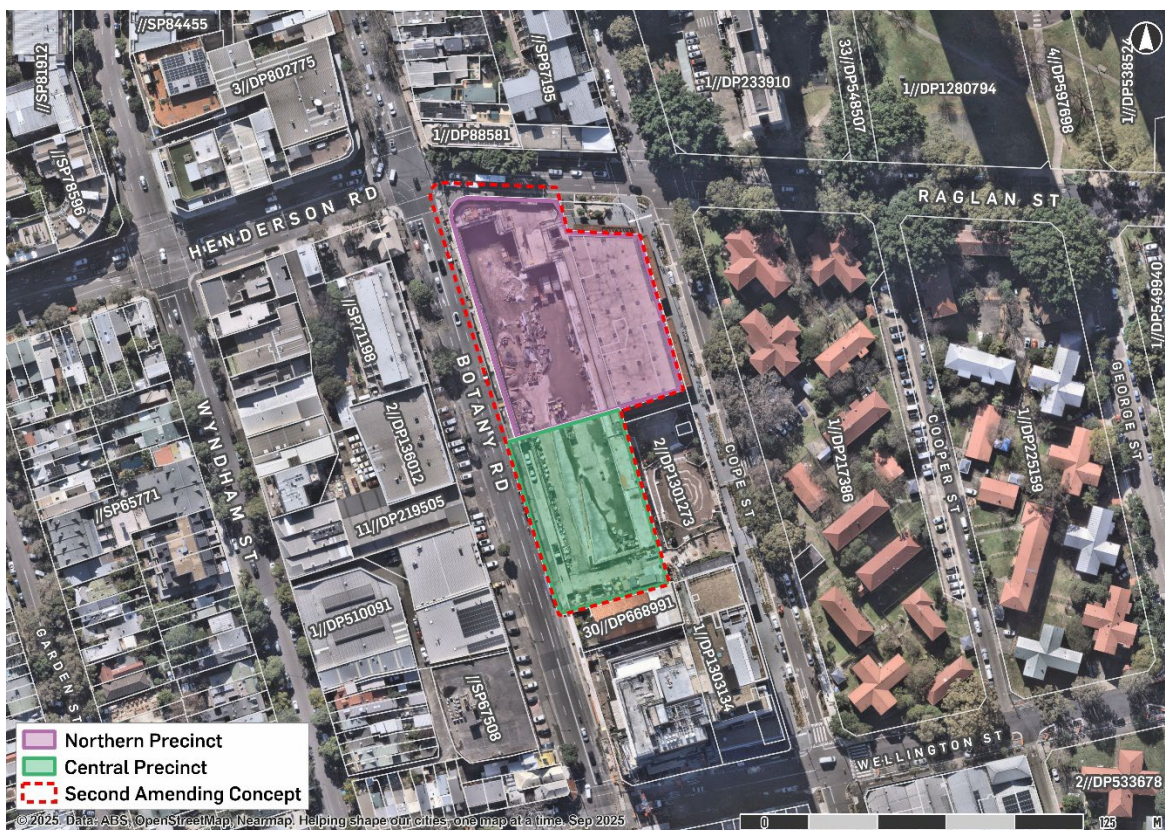 //SP84455
//SP81912
3//DP802775
//SP78596
//SP87195
1//DP88581
1//DP233910
33//DP548507
1//DP1280794
4//DP597698
1//DP538524
HENDERSON RD
RAGLAN ST
//SP71198
BOTANY RD
2//DP536012
11//DP219505
WYNDHAM ST
//SP65771
1//DP510091
GARDEN ST
//SP67508
2//DP1301273
COPE ST
30//DP668991
1//DP1303134
1//DP217386
COOPER ST
1//DP225159
GEORGE ST
1//DP549940
WELLINGTON ST
2//DP533678
Northern Precinct
Central Precinct
Second Amending Concept
© 2025. Data: ABS, OpenStreetMap, Nearmap. Helping shape our cities, one map at a time. Sep 2025
0 125 M